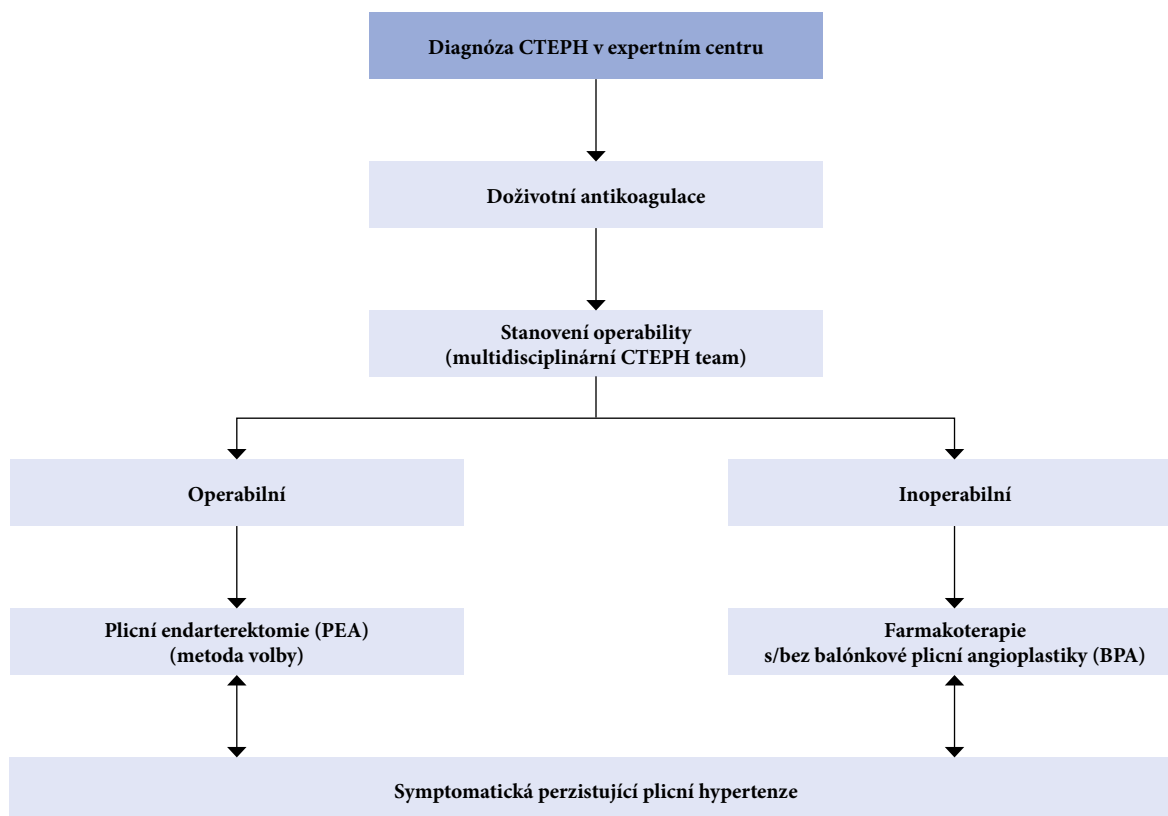 Diagnóza CTEPH v expertním centru
Doživotní antikoagulace
Stanovení operability
(multidisciplinární CTEPH team)
Operabilní
Inoperabilní
Plicní endarterektomie (PEA)
(metoda volby)
Farmakoterapie
s/bez balónkové plicní angioplastiky (BPA)
Symptomatická perzistující plicní hypertenze